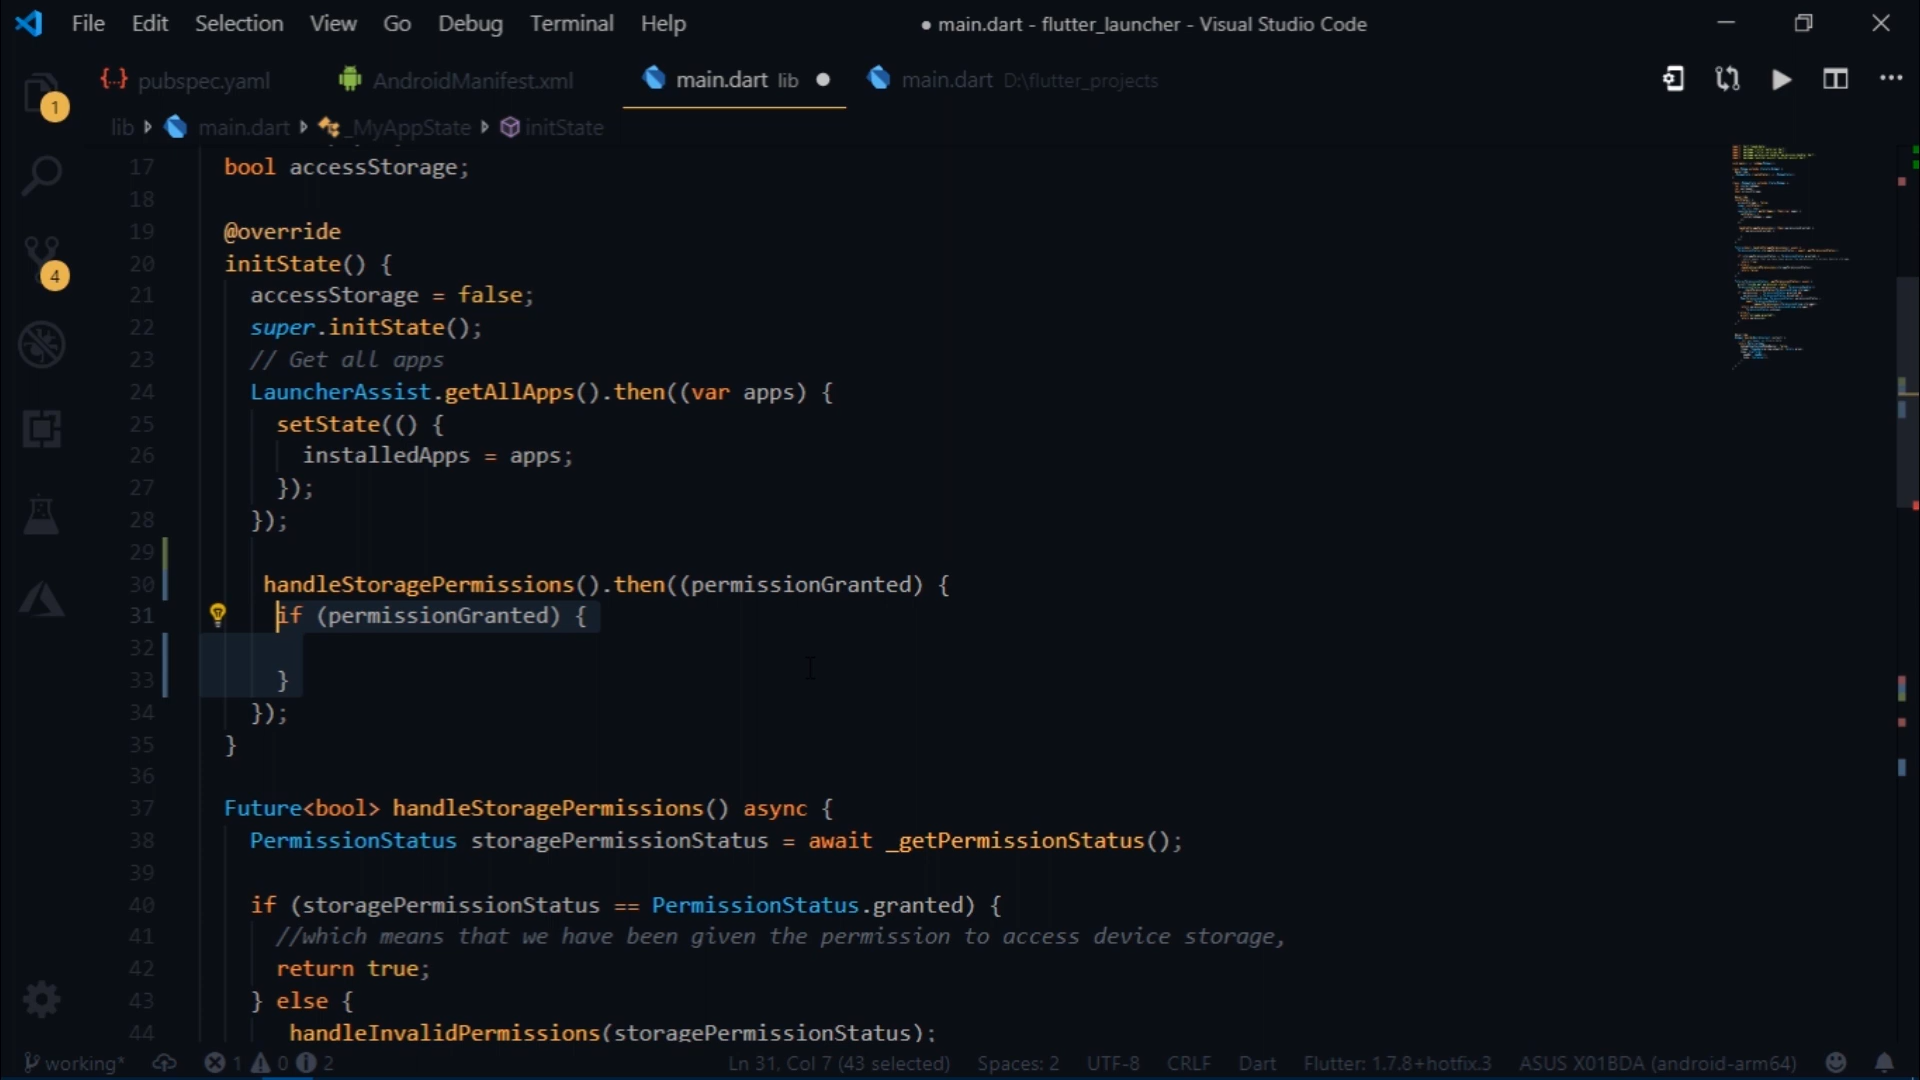 File Edit Selection View Go Debug Terminal Help ● main.dart - flutter_launcher - Visual Studio Code
{..} pubspec.yaml AndroidManifest.xml main.dart lib ● main.dart D:\flutter_projects
lib main.dart _MyAppState initState
1
4
17 bool accessStorage;
18
19 @override
20 initState() {
21 accessStorage = false;
22 super.initState();
23 // Get all apps
24 LauncherAssist.getAllApps().then((var apps) {
25 setState(() {
26 installedApps = apps;
27 });
28 });
29
30 handleStoragePermissions().then((permissionGranted) {
31 if (permissionGranted) {
32
33 }
34 });
35 }
36
37 Future<bool> handleStoragePermissions() async {
38 PermissionStatus storagePermissionStatus = await _getPermissionStatus();
39
40 if (storagePermissionStatus == PermissionStatus.granted) {
41 //which means that we have been given the permission to access device storage,
42 return true;
43 } else {
44 handleInvalidPermissions(storagePermissionStatus);
working* 1 0 2 Ln 31, Col 7 (43 selected) Spaces: 2 UTF-8 CRLF Dart Flutter: 1.7.8+hotfix.3 ASUS X01BDA (android-arm64)